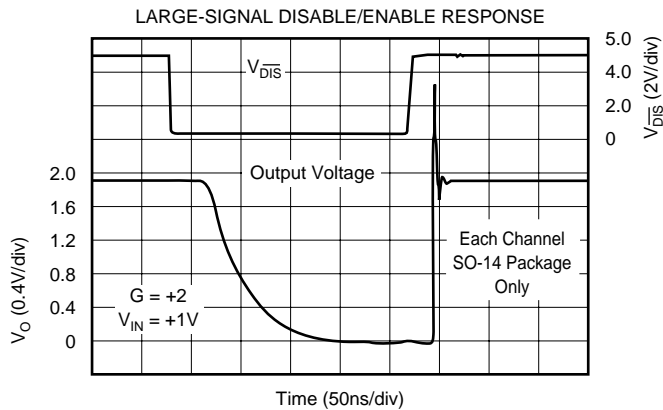 LARGE-SIGNAL DISABLE/ENABLE RESPONSE
V_DIS̅
5.0
4.0
2.0
0
V_DIS̅ (2V/div)
Output Voltage
2.0
1.6
1.2
0.8
0.4
0
V_O (0.4V/div)
G = +2
V_IN = +1V
Each Channel
SO-14 Package
Only
Time (50ns/div)